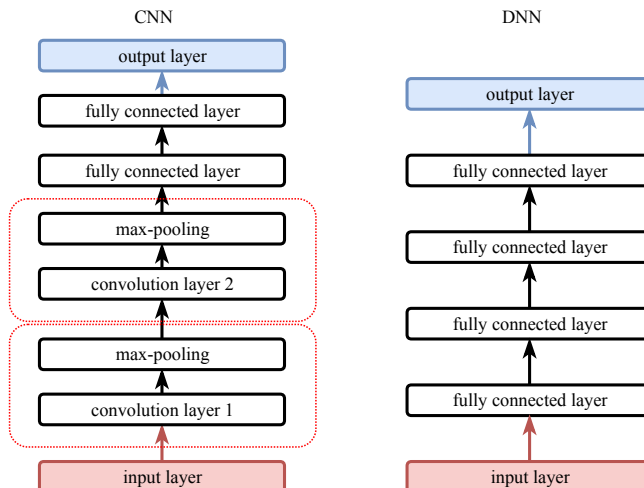 CNN
output layer
fully connected layer
fully connected layer
max-pooling
convolution layer 2
max-pooling
convolution layer 1
input layer
DNN
output layer
fully connected layer
fully connected layer
fully connected layer
fully connected layer
input layer